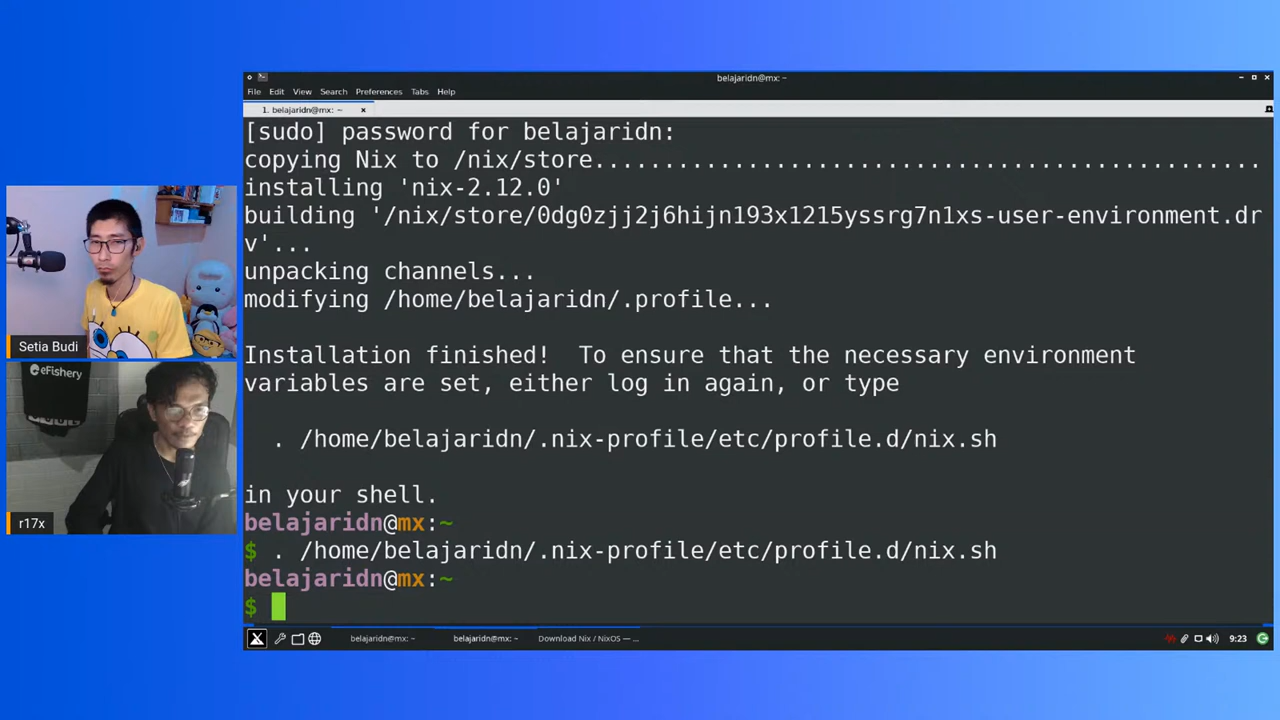 belajaridn@mx: ~
File Edit View Search Preferences Tabs Help
1. belajaridn@mx: ~
[sudo] password for belajaridn:
copying Nix to /nix/store................................................
installing 'nix-2.12.0'
building '/nix/store/0dg0zjj2j6hijn193x1215yssrg7n1xs-user-environment.dr
v'...
unpacking channels...
modifying /home/belajaridn/.profile...
Installation finished!  To ensure that the necessary environment
variables are set, either log in again, or type
. /home/belajaridn/.nix-profile/etc/profile.d/nix.sh
in your shell.
belajaridn@mx:~
$ . /home/belajaridn/.nix-profile/etc/profile.d/nix.sh
belajaridn@mx:~
$
Setia Budi
eFishery
r17x
belajaridn@mx: ~
belajaridn@mx: ~
Download Nix / NixOS — ...
9:23